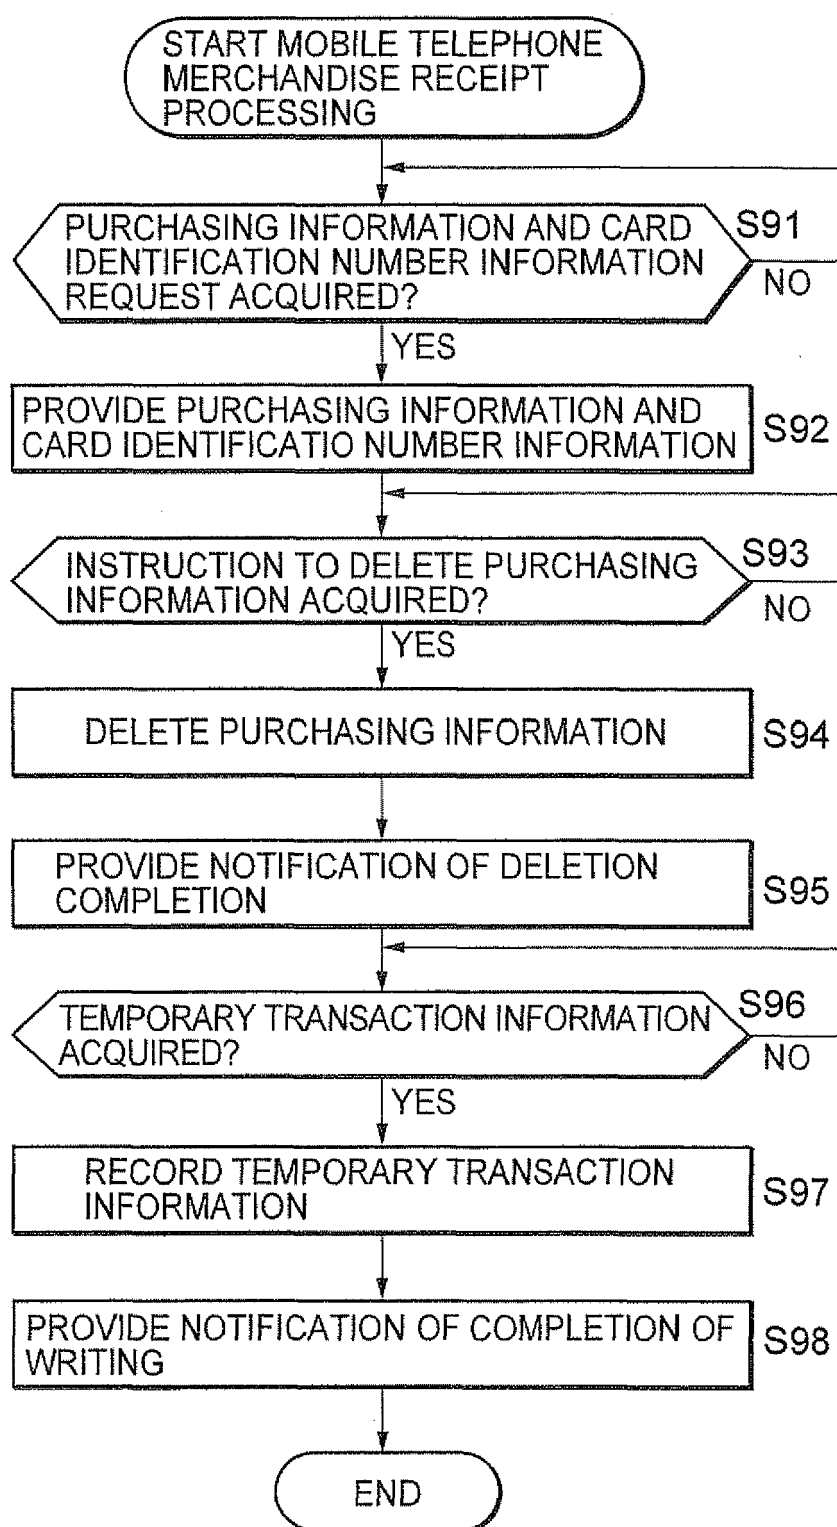 START MOBILE TELEPHONE
MERCHANDISE RECEIPT
PROCESSING
PURCHASING INFORMATION AND CARD
IDENTIFICATION NUMBER INFORMATION
REQUEST ACQUIRED?
S91
NO
YES
PROVIDE PURCHASING INFORMATION AND
CARD IDENTIFICATIO NUMBER INFORMATION
S92
INSTRUCTION TO DELETE PURCHASING
INFORMATION ACQUIRED?
S93
NO
YES
DELETE PURCHASING INFORMATION
S94
PROVIDE NOTIFICATION OF DELETION
COMPLETION
S95
TEMPORARY TRANSACTION INFORMATION
ACQUIRED?
S96
NO
YES
RECORD TEMPORARY TRANSACTION
INFORMATION
S97
PROVIDE NOTIFICATION OF COMPLETION OF
WRITING
S98
END